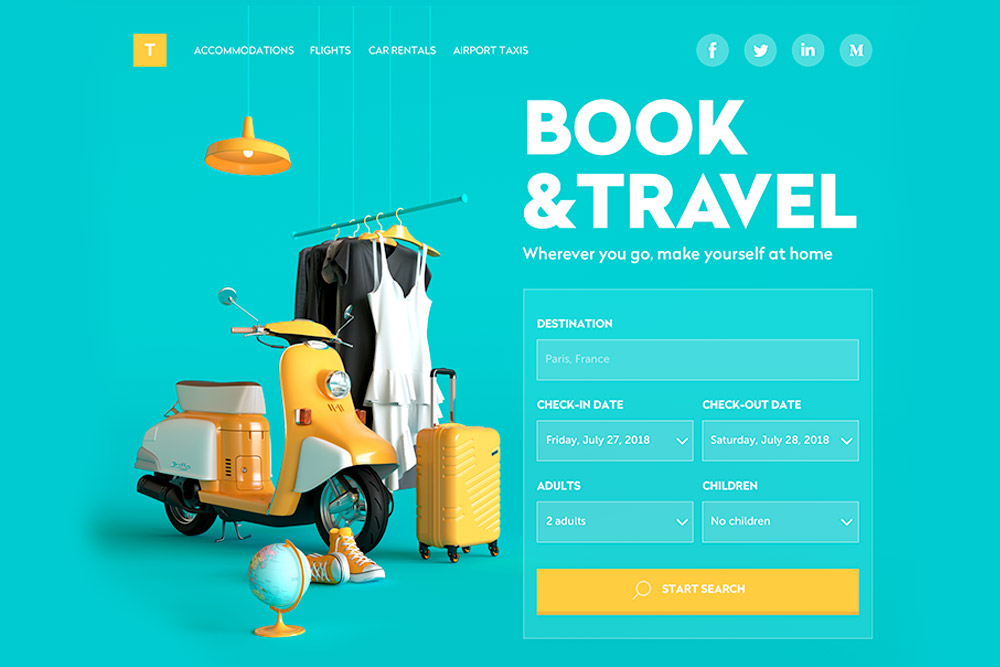 T
ACCOMMODATIONS FLIGHTS CAR RENTALS AIRPORT TAXIS
BOOK
&TRAVEL
Wherever you go, make yourself at home
DESTINATION
Paris, France
CHECK-IN DATE CHECK-OUT DATE
Friday, July 27, 2018 Saturday, July 28, 2018
ADULTS CHILDREN
2 adults No children
START SEARCH